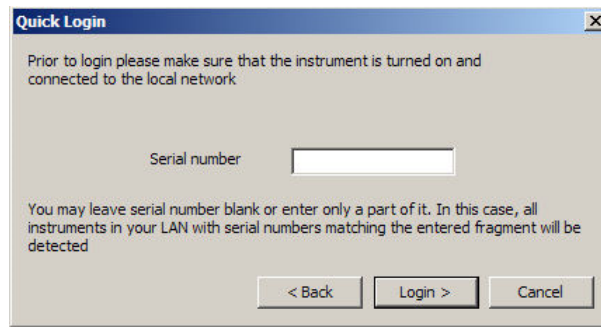 Quick Login
Prior to login please make sure that the instrument is turned on and
connected to the local network
Serial number
You may leave serial number blank or enter only a part of it. In this case, all
instruments in your LAN with serial numbers matching the entered fragment will be
detected
< Back
Login >
Cancel